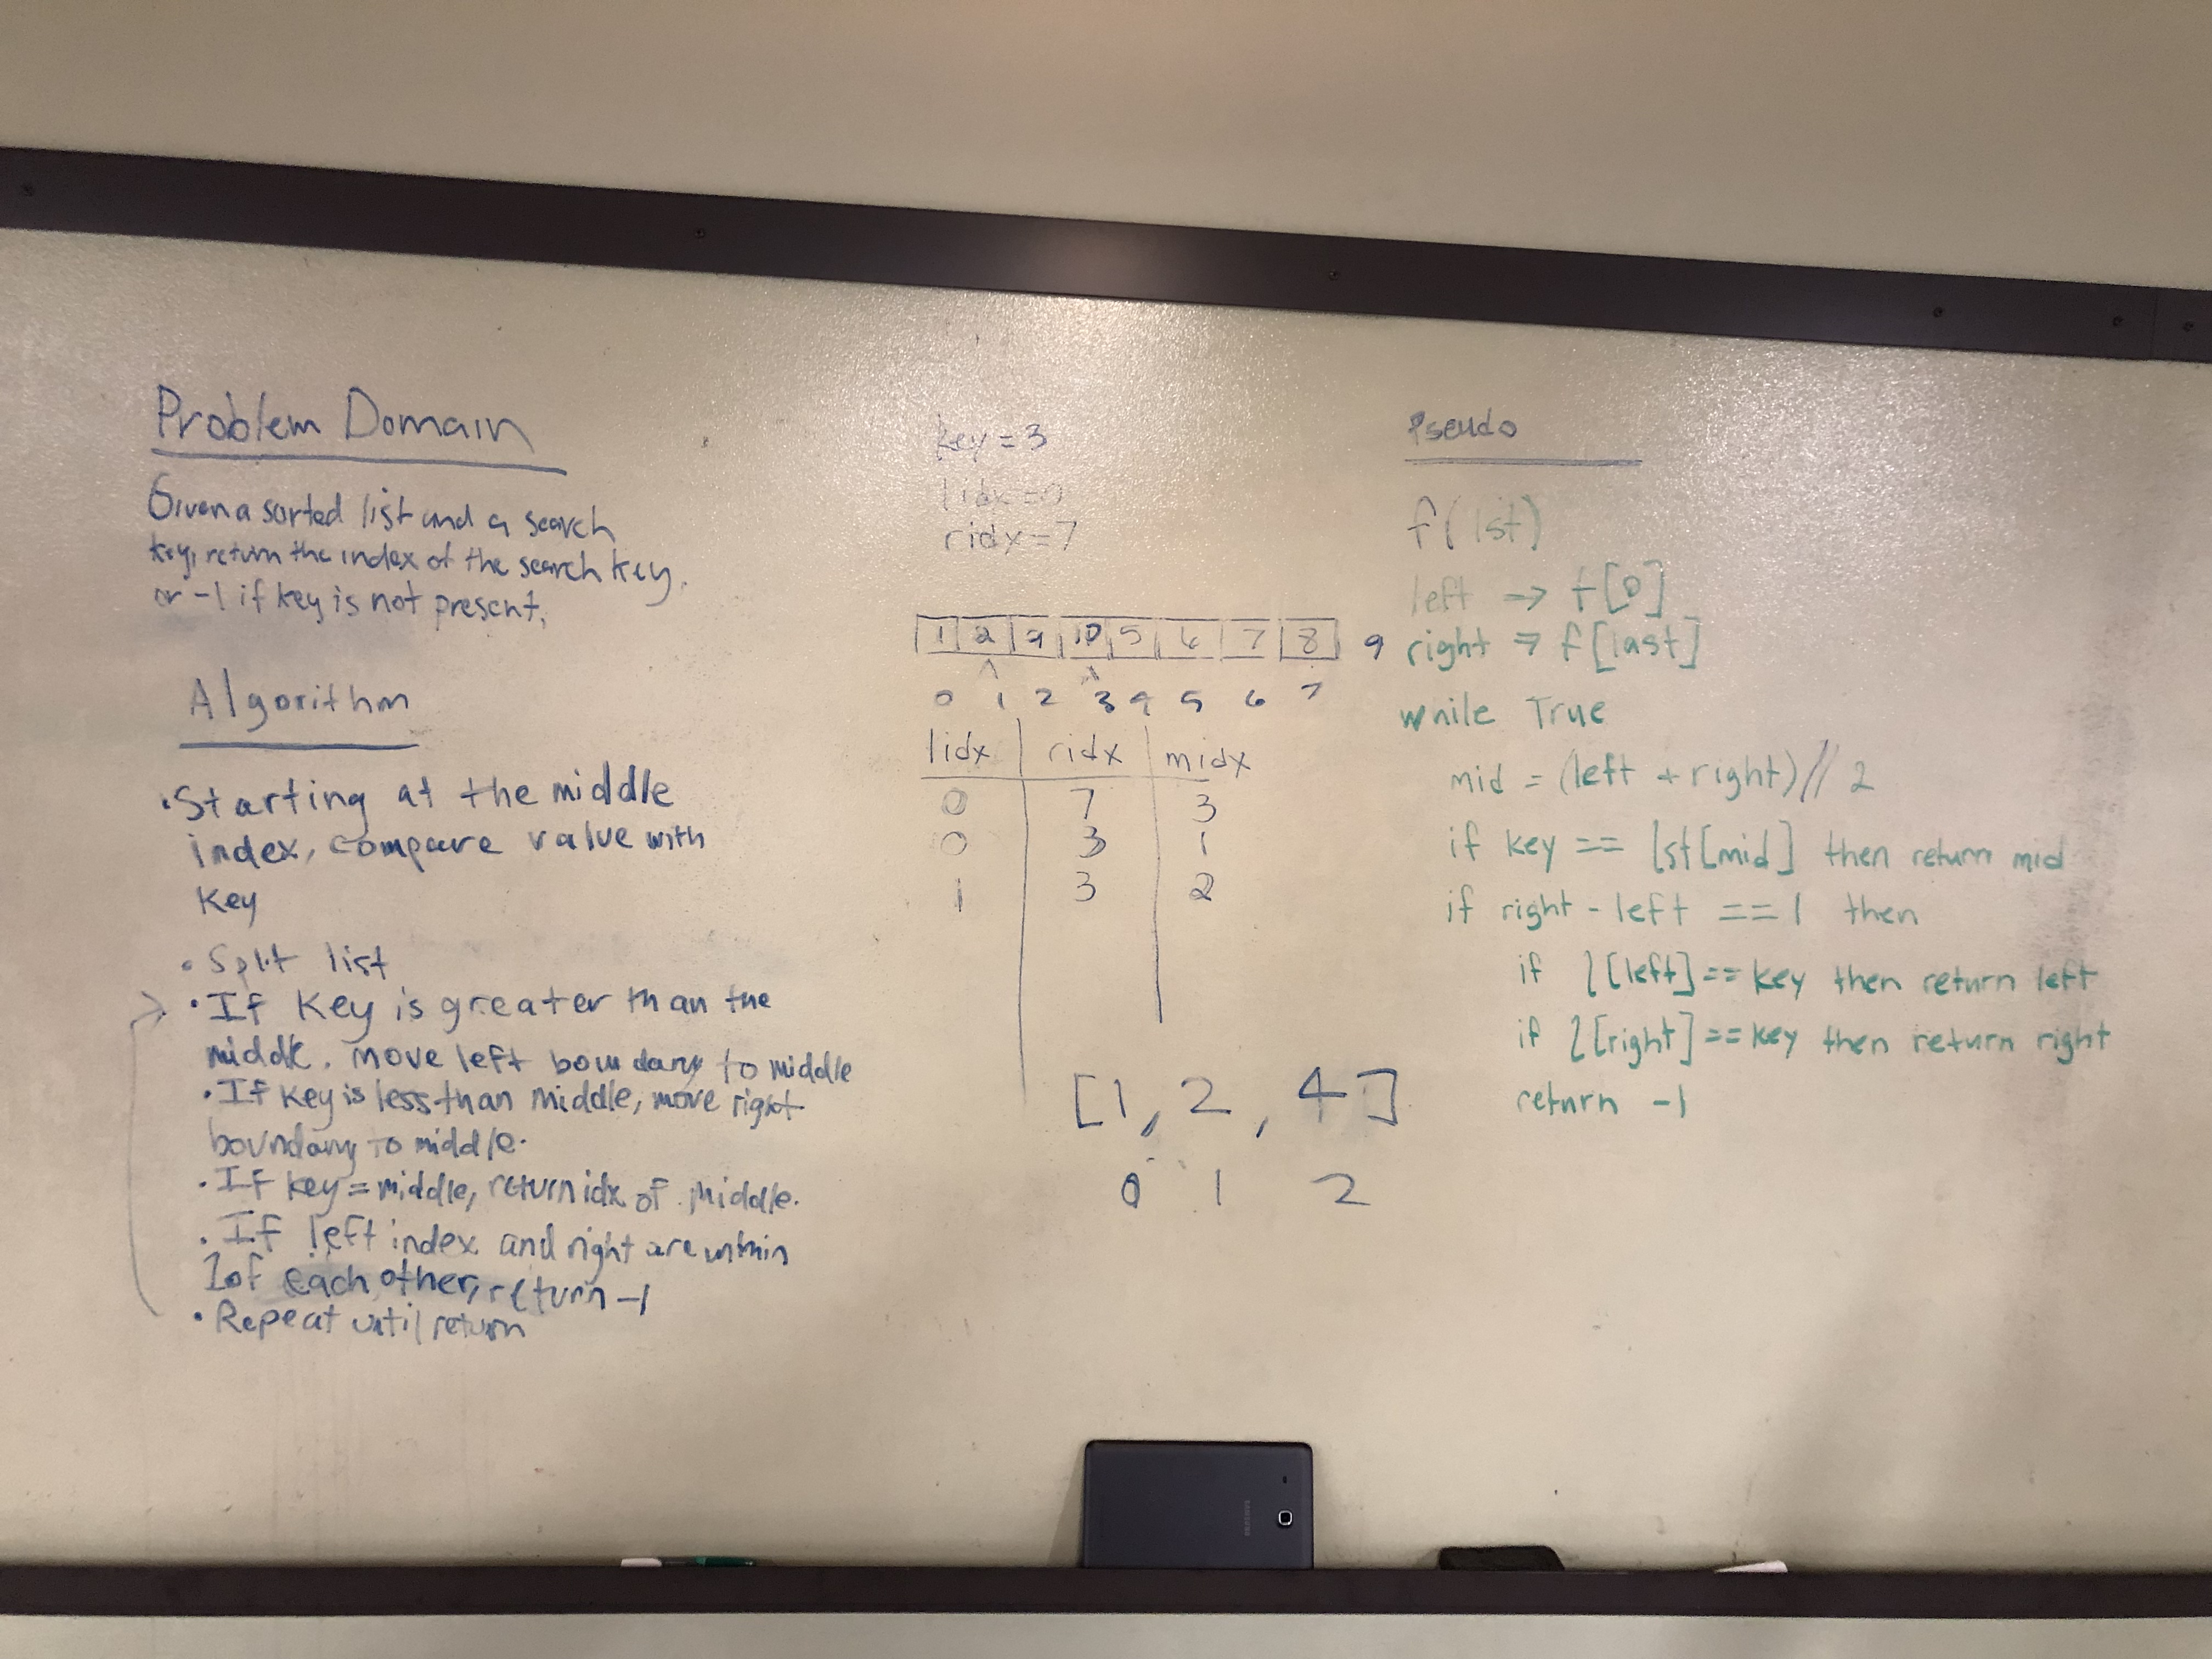 Problem Domain
Given a sorted list and a search
key, return the index of the search key.
or -1 if key is not present.
Algorithm
• Starting at the middle
index, compare value with
key
• Split list
• If key is greater than the
middle, move left boundary to middle
• If key is less than middle, move right
boundary to middle.
• If key = middle, return idx of middle.
• If left index and right are within
1 of each other, return -1
• Repeat until return
key = 3
lidx = 0
ridx = 7
1 2 9 10 5 6 7 8 9
0 1 2 3 4 5 6 7
lidx ridx midx
0 7 3
0 3 1
1 3 2
[1, 2, 4]
0 1 2
Pseudo
f(lst)
left → f[0]
right → f[last]
while True
mid = (left + right) // 2
if key == lst[mid] then return mid
if right - left == 1 then
if l[left] == key then return left
if l[right] == key then return right
return -1
SAMSUNG